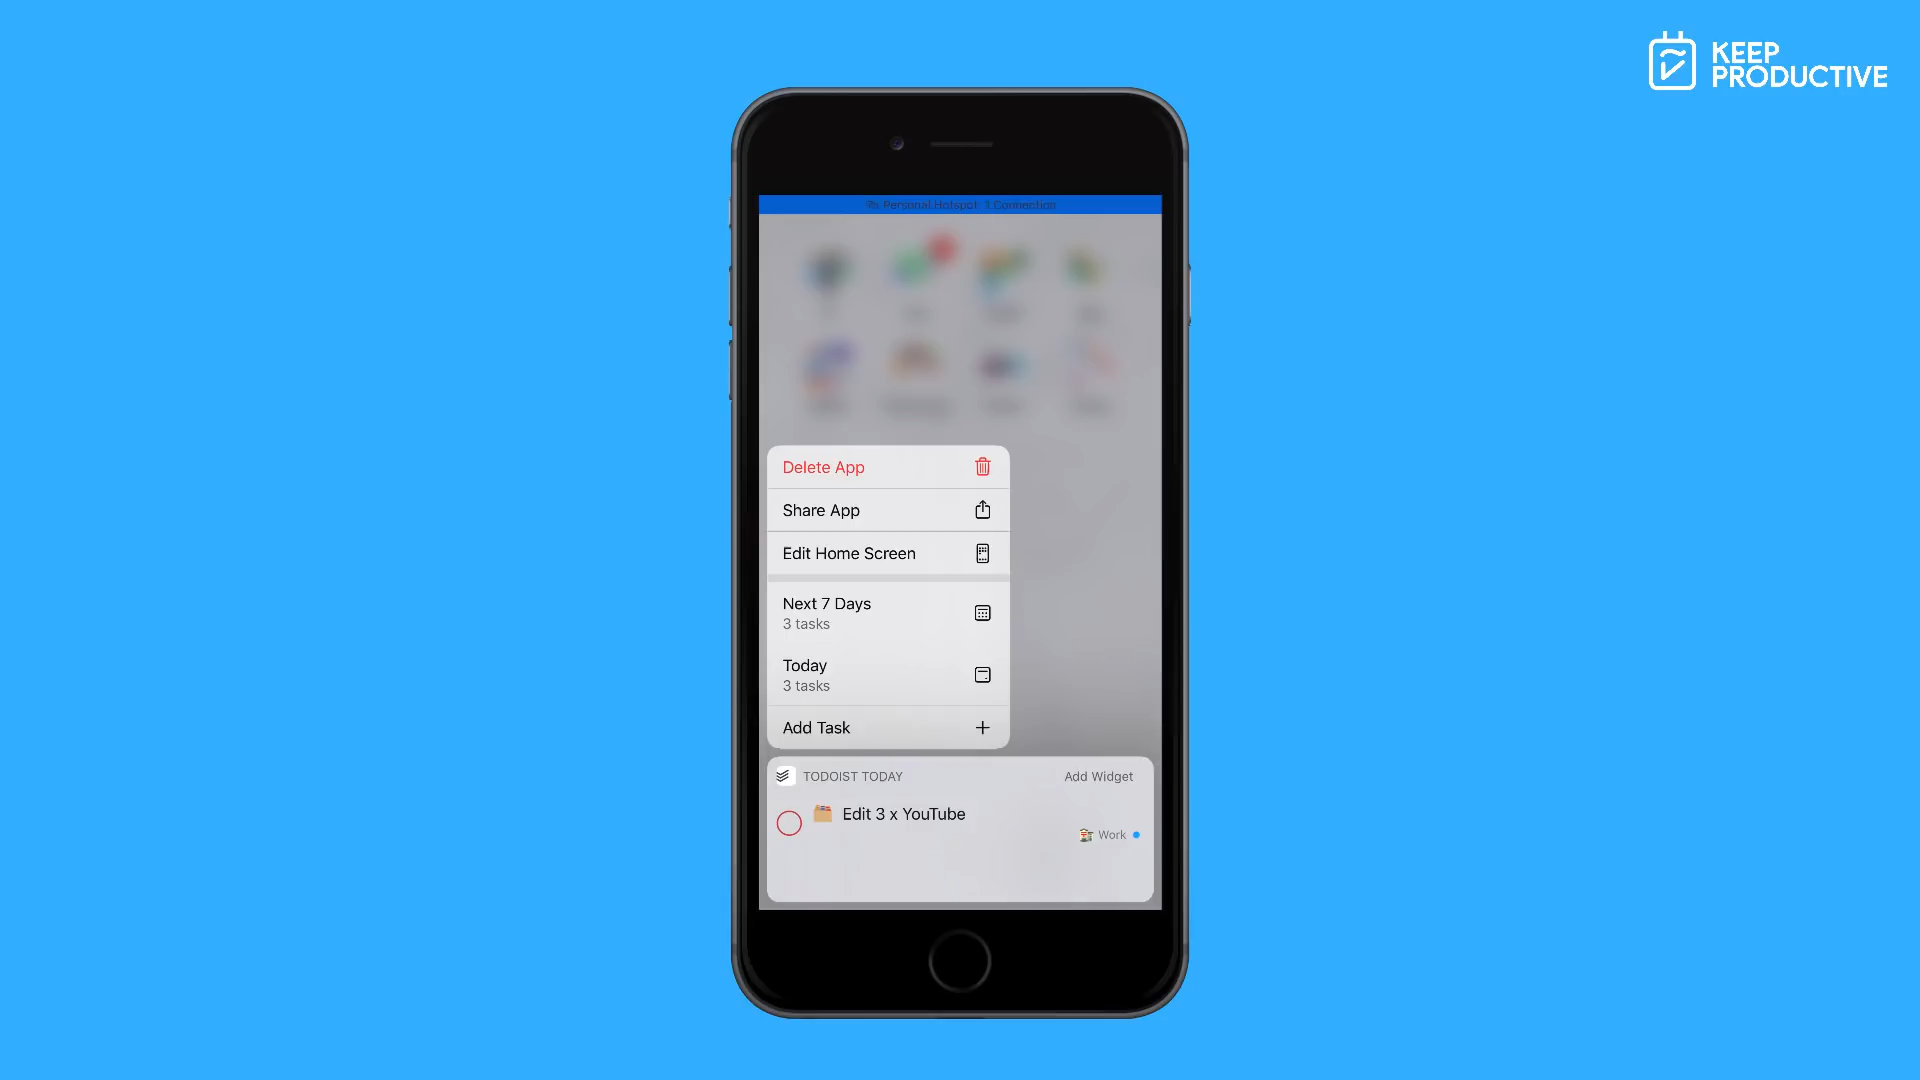 KEEP
PRODUCTIVE
Personal Hotspot: 1 Connection
Delete App
Share App
Edit Home Screen
Next 7 Days
3 tasks
Today
3 tasks
Add Task
TODOIST TODAY
Add Widget
Edit 3 x YouTube
Work